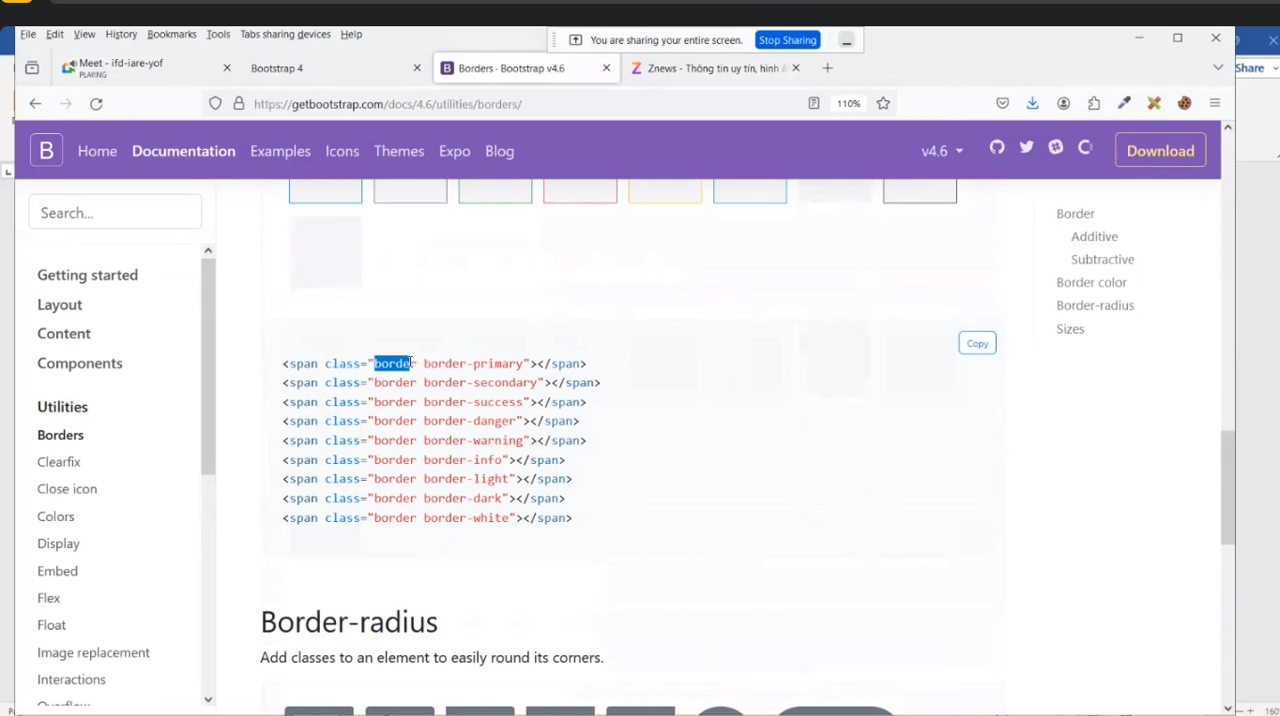 File Edit View History Bookmarks Tools Tabs sharing devices Help
You are sharing your entire screen. Stop Sharing
Share
Meet - ifd-iare-yof
PLAYING
Bootstrap 4
Borders · Bootstrap v4.6
Znews - Thông tin uy tín, hình ả
https://getbootstrap.com/docs/4.6/utilities/borders/
110%
B Home Documentation Examples Icons Themes Expo Blog v4.6 Download
Search...
Getting started
Layout
Content
Components
Utilities
Borders
Clearfix
Close icon
Colors
Display
Embed
Flex
Float
Image replacement
Interactions
Overflow
Copy
<span class="border border-primary"></span>
<span class="border border-secondary"></span>
<span class="border border-success"></span>
<span class="border border-danger"></span>
<span class="border border-warning"></span>
<span class="border border-info"></span>
<span class="border border-light"></span>
<span class="border border-dark"></span>
<span class="border border-white"></span>
Border-radius
Add classes to an element to easily round its corners.
Border
Additive
Subtractive
Border color
Border-radius
Sizes